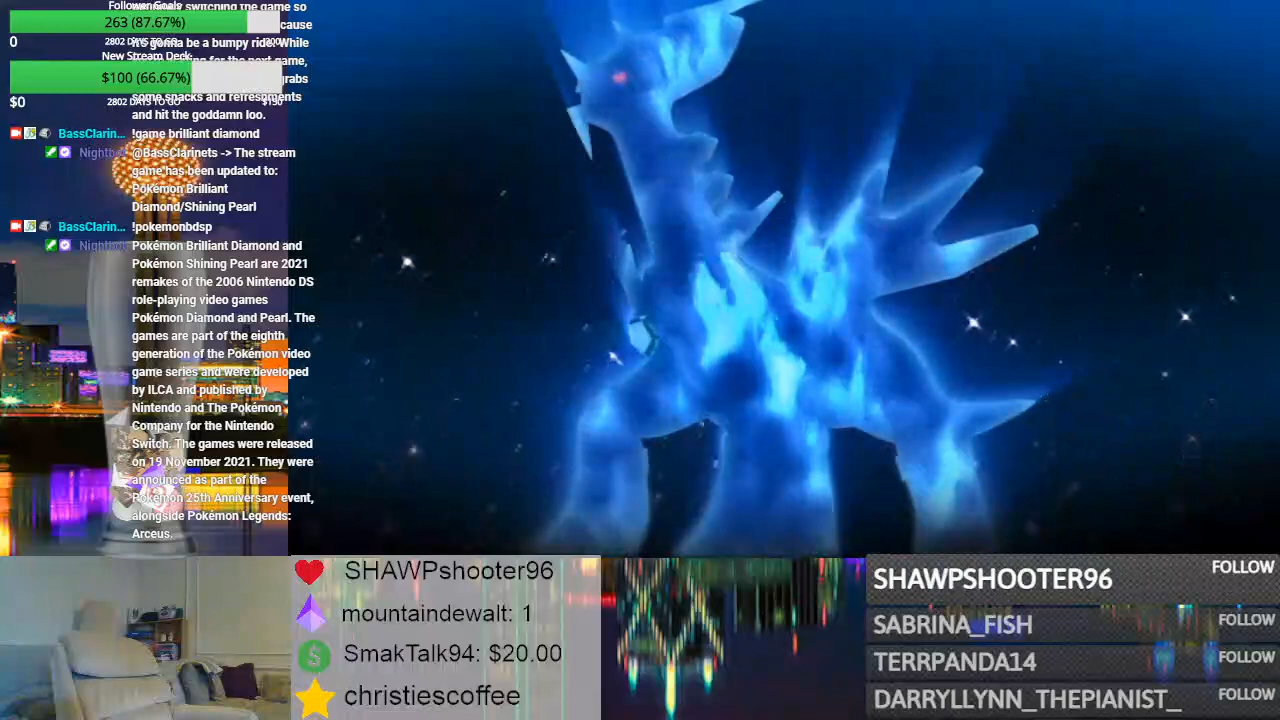 Follower Goals
263 (87.67%)
0
2802 DAYS TO GO
New Stream Deck
$100 (66.67%)
$0
2802 DAYS TO GO
$150
switching the game so
cause
it's gonna be a bumpy ride. While
for the next game,
grabs
some snacks and refreshments
and hit the goddamn loo.
BassClarin... !game brilliant diamond
@BassClarinets -> The stream
game has been updated to:
Pokémon Brilliant
Diamond/Shining Pearl
BassClarin... !pokemonbdsp
Pokémon Brilliant Diamond and
Pokémon Shining Pearl are 2021
remakes of the 2006 Nintendo DS
role-playing video games
Pokémon Diamond and Pearl. The
games are part of the eighth
generation of the Pokémon video
game series and were developed
by ILCA and published by
Nintendo and The Pokémon
Company for the Nintendo
Switch. The games were released
on 19 November 2021. They were
announced as part of the
Pokémon 25th Anniversary event,
alongside Pokémon Legends:
Arceus.
SHAWPshooter96
mountaindewalt: 1
SmakTalk94: $20.00
christiescoffee
SHAWPSHOOTER96 FOLLOW
SABRINA_FISH FOLLOW
TERRPANDA14 FOLLOW
DARRYLLYNN_THEPIANIST_ FOLLOW